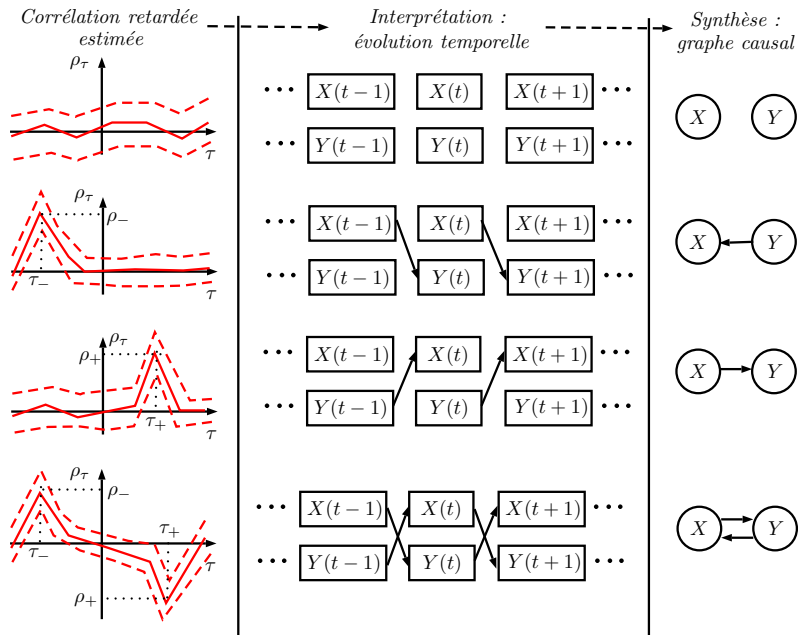 Corrélation retardée
estimée
Interprétation :
évolution temporelle
Synthèse :
graphe causal
ρτ
τ
··· X(t − 1) X(t) X(t + 1) ···
··· Y(t − 1) Y(t) Y(t + 1) ···
X Y
ρτ
ρ−
τ−
τ
··· X(t − 1) X(t) X(t + 1) ···
··· Y(t − 1) Y(t) Y(t + 1) ···
X Y
ρτ
ρ+
τ+
τ
··· X(t − 1) X(t) X(t + 1) ···
··· Y(t − 1) Y(t) Y(t + 1) ···
X Y
ρτ
ρ−
τ+
τ−
τ
ρ+
··· X(t − 1) X(t) X(t + 1) ···
··· Y(t − 1) Y(t) Y(t + 1) ···
X Y